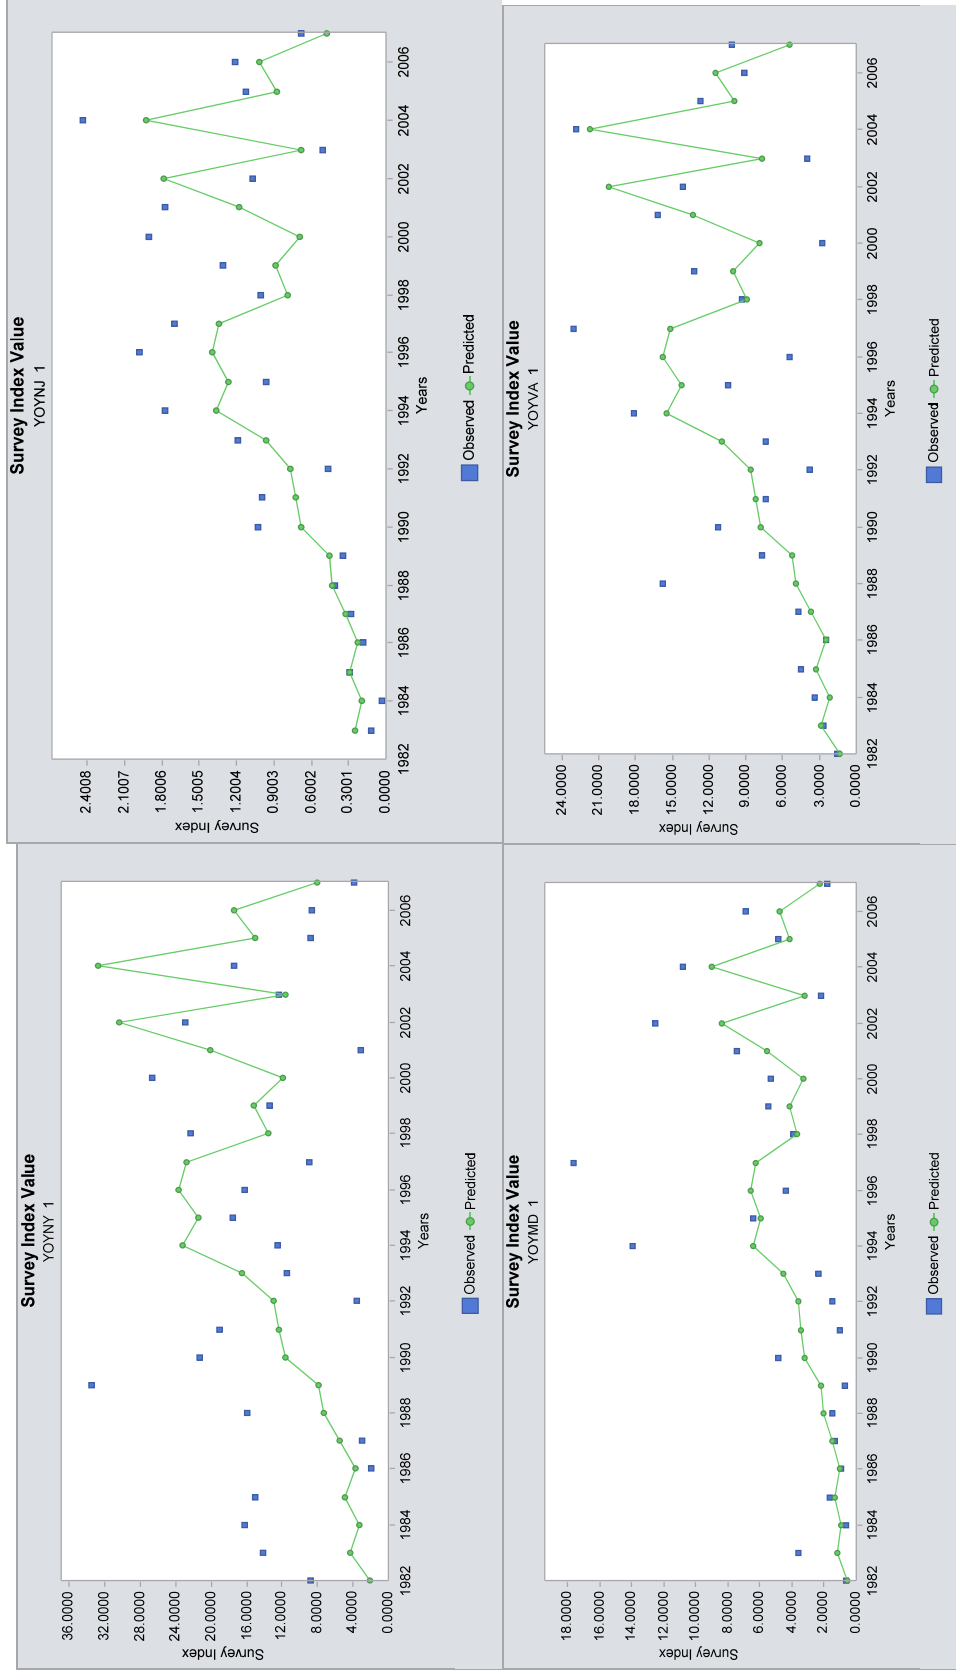 Survey Index Value
YOYNY 1
Survey Index
36.0000
32.0000
28.0000
24.0000
20.0000
16.0000
12.0000
8.0000
4.0000
0.0000
1982 1984 1986 1988 1990 1992 1994 1996 1998 2000 2002 2004 2006
Years
Observed Predicted
Survey Index Value
YOYNJ 1
Survey Index
2.4008
2.1007
1.8006
1.5005
1.2004
0.9003
0.6002
0.3001
0.0000
1982 1984 1986 1988 1990 1992 1994 1996 1998 2000 2002 2004 2006
Years
Observed Predicted
Survey Index Value
YOYMD 1
Survey Index
18.0000
16.0000
14.0000
12.0000
10.0000
8.0000
6.0000
4.0000
2.0000
0.0000
1982 1984 1986 1988 1990 1992 1994 1996 1998 2000 2002 2004 2006
Years
Observed Predicted
Survey Index Value
YOYVA 1
Survey Index
24.0000
21.0000
18.0000
15.0000
12.0000
9.0000
6.0000
3.0000
0.0000
1982 1984 1986 1988 1990 1992 1994 1996 1998 2000 2002 2004 2006
Years
Observed Predicted